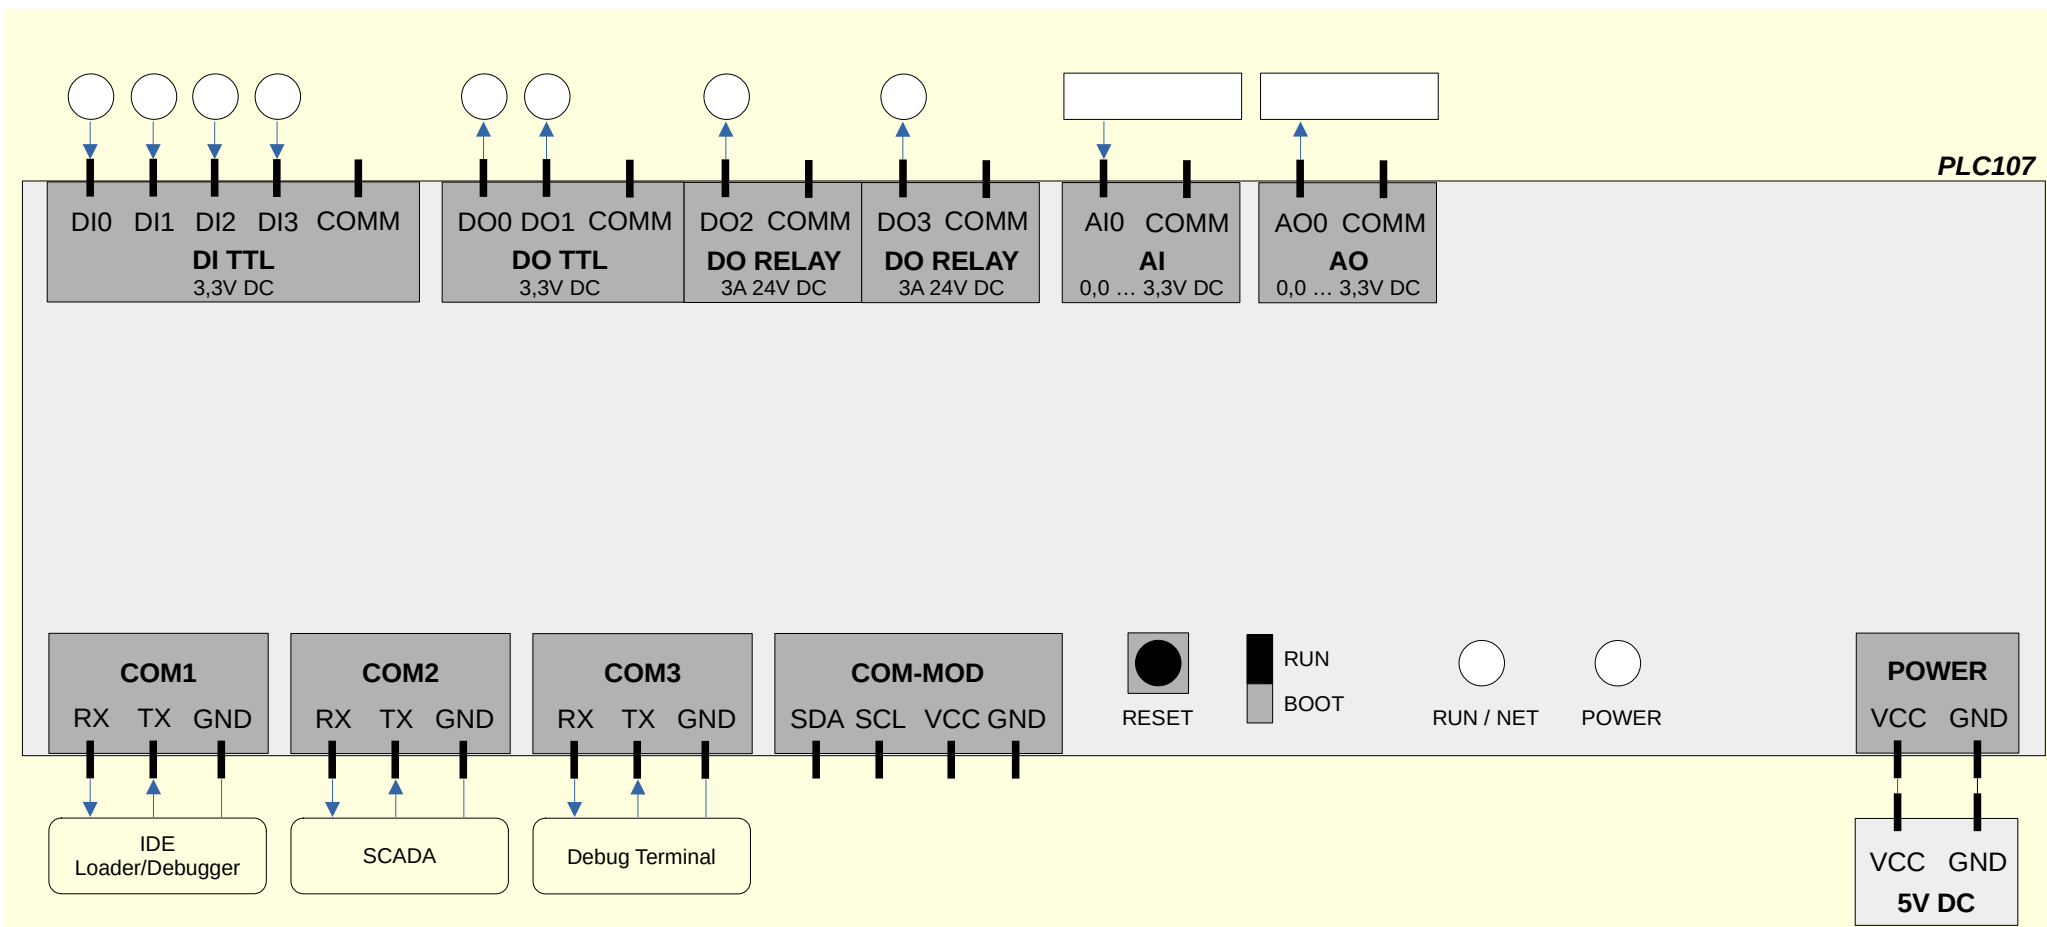 PLC107
DI0 DI1 DI2 DI3 COMM
DI TTL
3,3V DC
DO0 DO1 COMM
DO TTL
3,3V DC
DO2 COMM
DO RELAY
3A 24V DC
DO3 COMM
DO RELAY
3A 24V DC
AI0 COMM
AI
0,0 … 3,3V DC
AO0 COMM
AO
0,0 … 3,3V DC
COM1
RX TX GND
COM2
RX TX GND
COM3
RX TX GND
COM-MOD
SDA SCL VCC GND
RESET
RUN
BOOT
RUN / NET
POWER
POWER
VCC GND
IDE
Loader/Debugger
SCADA
Debug Terminal
VCC GND
5V DC